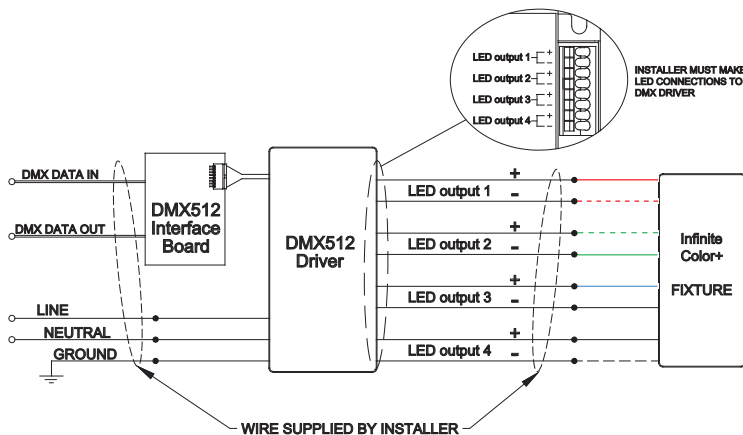 LED output 1 + -
LED output 2 + -
LED output 3 + -
LED output 4 + -
INSTALLER MUST MAKE
LED CONNECTIONS TO
DMX DRIVER
DMX DATA IN
DMX DATA OUT
DMX512
Interface
Board
DMX512
Driver
LINE
NEUTRAL
GROUND
LED output 1 + -
LED output 2 + -
LED output 3 + -
LED output 4 + -
Infinite
Color+
FIXTURE
WIRE SUPPLIED BY INSTALLER